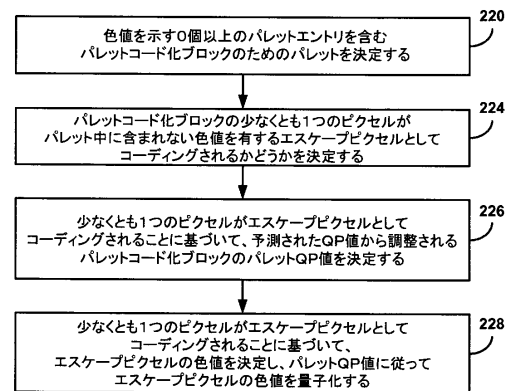 220
色値を示す0個以上のパレットエントリを含む
パレットコード化ブロックのためのパレットを決定する
224
パレットコード化ブロックの少なくとも1つのピクセルが
パレット中に含まれない色値を有するエスケープピクセルとして
コーディングされるかどうかを決定する
226
少なくとも1つのピクセルがエスケープピクセルとして
コーディングされることに基づいて、予測されたQP値から調整される
パレットコード化ブロックのパレットQP値を決定する
228
少なくとも1つのピクセルがエスケープピクセルとして
コーディングされることに基づいて、
エスケープピクセルの色値を決定し、パレットQP値に従って
エスケープピクセルの色値を量子化する